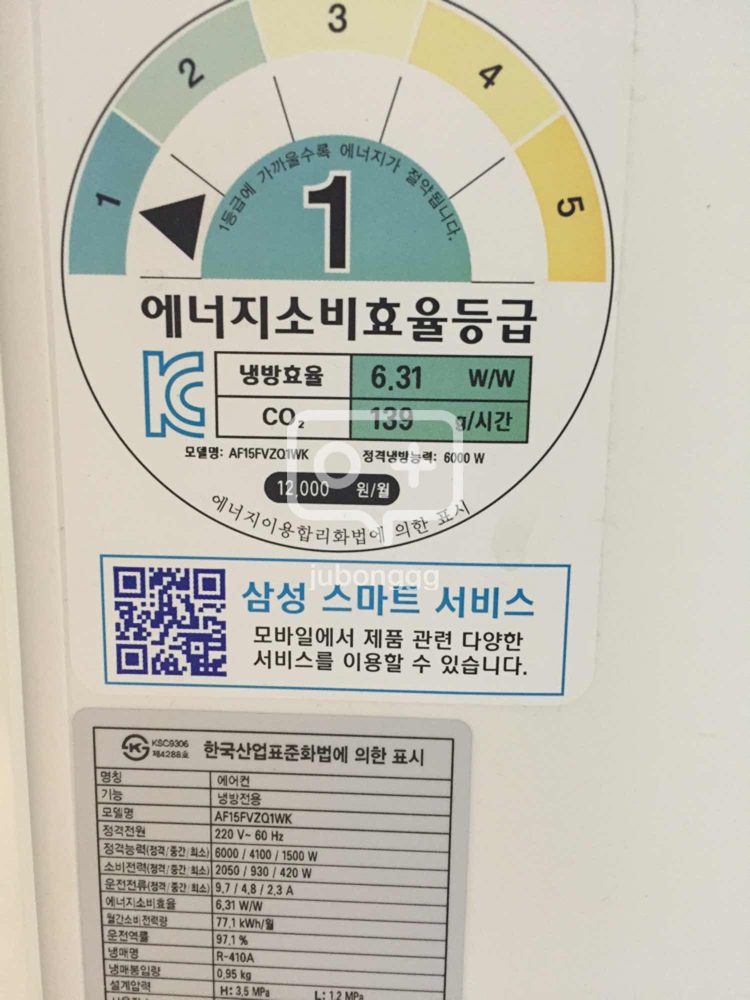 3
2
4
1
5
1등급에 가까울수록 에너지가 절약됩니다.
1
에너지소비효율등급
냉방효율 6.31 W/W
CO₂ 139 g/시간
모델명: AF15FVZQ1WK 정격냉방능력: 6000 W
12,000 원/월
에너지이용합리화법에 의한 표시
jubonggg
삼성 스마트 서비스
모바일에서 제품 관련 다양한
서비스를 이용할 수 있습니다.
KSC9306
제4288호
한국산업표준화법에 의한 표시
명칭 에어컨
기능 냉방전용
모델명 AF15FVZQ1WK
정격전원 220 V~ 60 Hz
정격능력(정격/중간/최소) 6000 / 4100 / 1500 W
소비전력(정격/중간/최소) 2050 / 930 / 420 W
운전전류(정격/중간/최소) 9.7 / 4.8 / 2.3 A
에너지소비효율 6.31 W/W
월간소비전력량 77.1 kWh/월
운전역률 97.1 %
냉매명 R-410A
냉매봉입량 0.95 kg
설계압력 H: 3.5 MPa L: 1.2 MPa